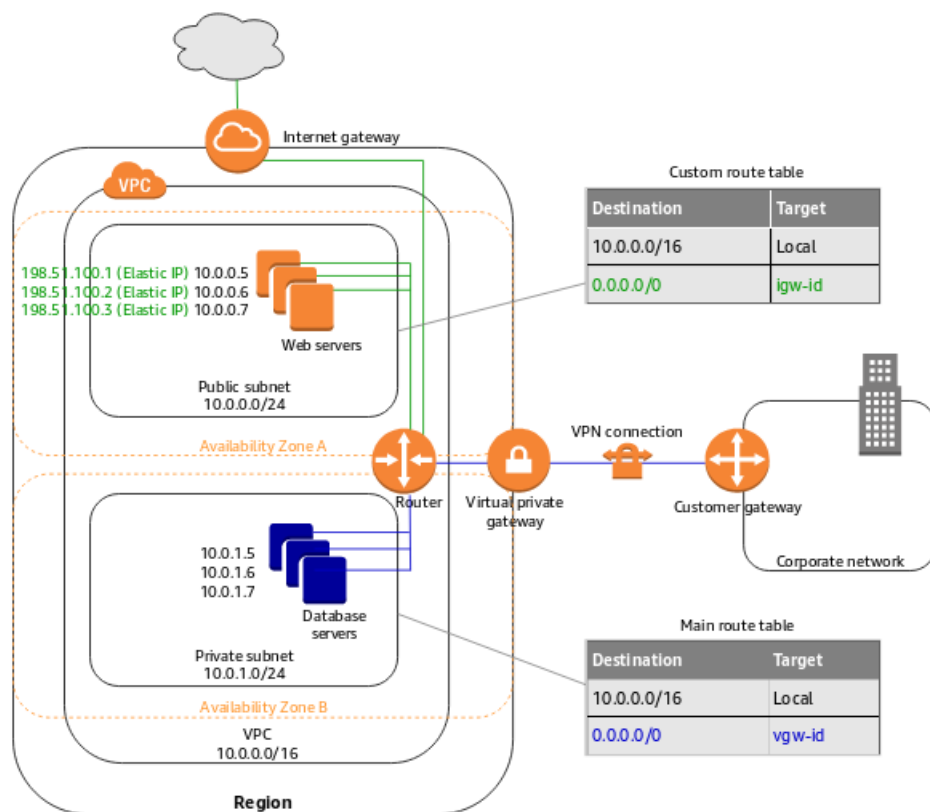 Internet gateway
VPC
Custom route table
Destination Target
10.0.0.0/16 Local
0.0.0.0/0 igw-id
198.51.100.1 (Elastic IP) 10.0.0.5
198.51.100.2 (Elastic IP) 10.0.0.6
198.51.100.3 (Elastic IP) 10.0.0.7
Web servers
Public subnet
10.0.0.0/24
Availability Zone A
Router
Virtual private
gateway
VPN connection
Customer gateway
Corporate network
10.0.1.5
10.0.1.6
10.0.1.7
Database
servers
Private subnet
10.0.1.0/24
Availability Zone B
VPC
10.0.0.0/16
Region
Main route table
Destination Target
10.0.0.0/16 Local
0.0.0.0/0 vgw-id